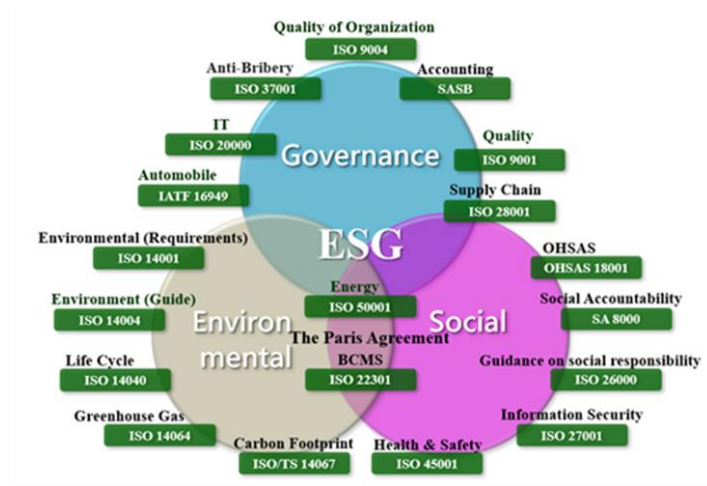 Quality of Organization
ISO 9004
Anti-Bribery
ISO 37001
Accounting
SASB
IT
ISO 20000
Governance
Quality
ISO 9001
Automobile
IATF 16949
Supply Chain
ISO 28001
ESG
Environmental (Requirements)
ISO 14001
OHSAS
OHSAS 18001
Energy
ISO 50001
Environment (Guide)
ISO 14004
Social Accountability
SA 8000
Environ
mental
Social
The Paris Agreement
BCMS
ISO 22301
Life Cycle
ISO 14040
Guidance on social responsibility
ISO 26000
Greenhouse Gas
ISO 14064
Information Security
ISO 27001
Carbon Footprint
ISO/TS 14067
Health & Safety
ISO 45001